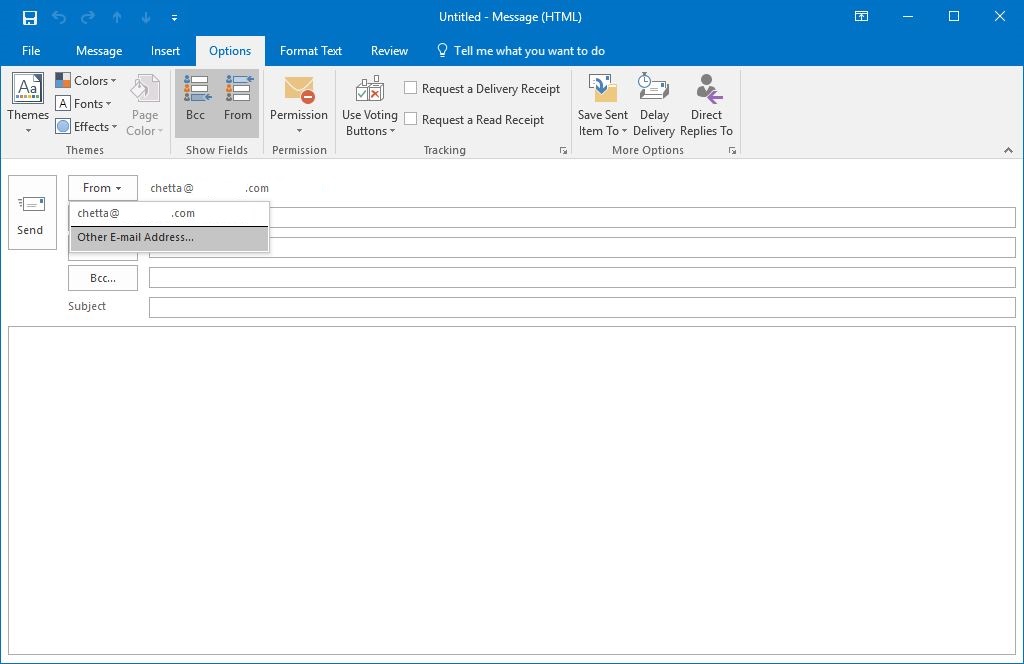 Untitled - Message (HTML)
File Message Insert Options Format Text Review Tell me what you want to do
Aa
Themes
Colors
A Fonts
Effects
Page
Color
Themes
Bcc From
Show Fields
Permission
Permission
Use Voting
Buttons
Request a Delivery Receipt
Request a Read Receipt
Tracking
Save Sent
Item To
Delay
Delivery
Direct
Replies To
More Options
Send
From chetta@ .com
chetta@ .com
Other E-mail Address...
Bcc...
Subject